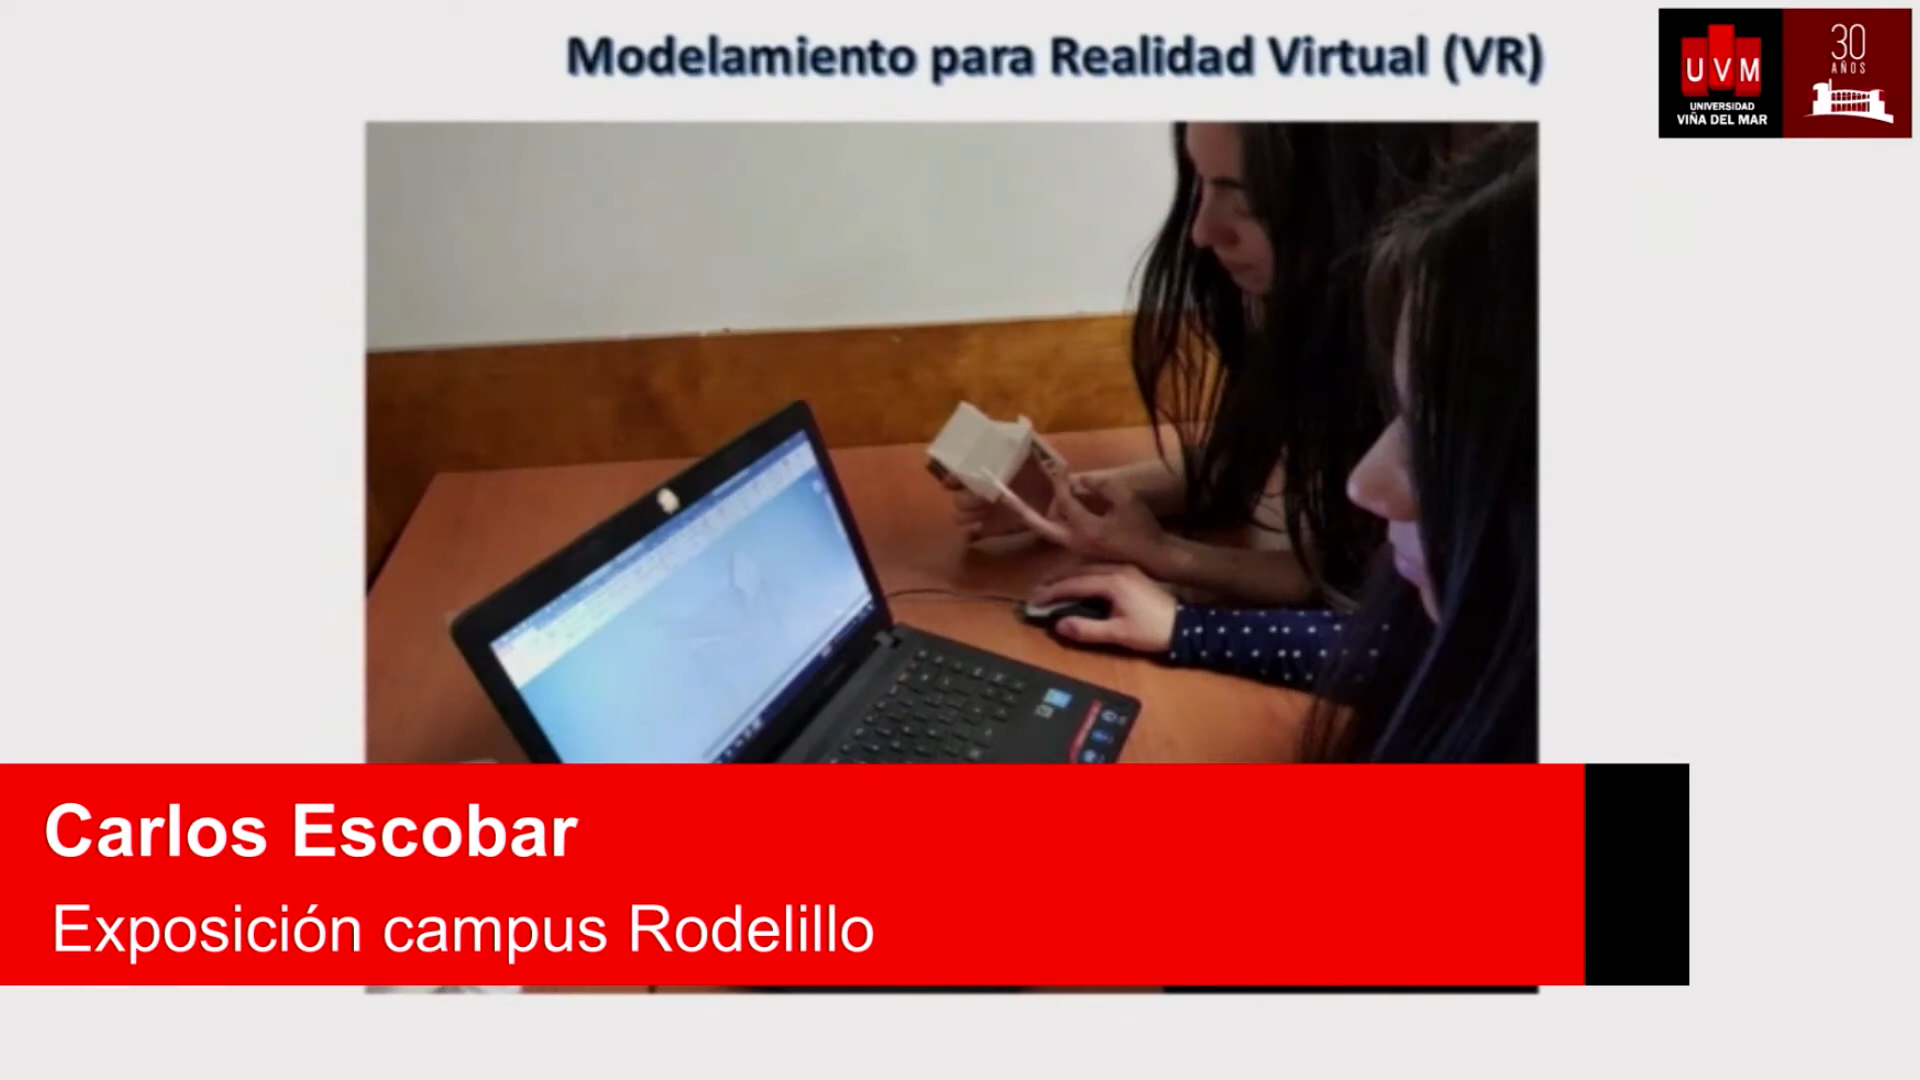 Modelamiento para Realidad Virtual (VR)
UVM
UNIVERSIDAD
VIÑA DEL MAR
30
AÑOS
Carlos Escobar
Exposición campus Rodelillo